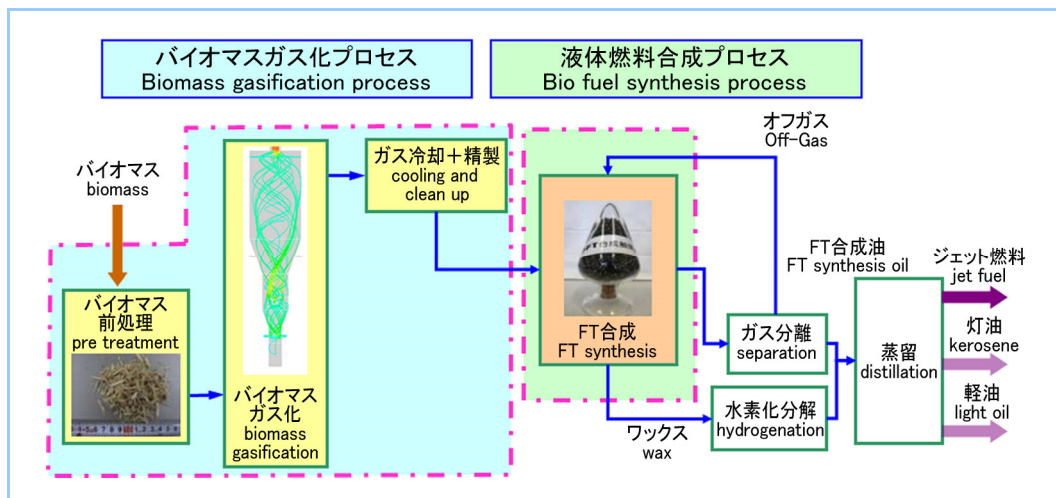 バイオマスガス化プロセス
Biomass gasification process
液体燃料合成プロセス
Bio fuel synthesis process
オフガス
Off-Gas
バイオマス
biomass
ガス冷却+精製
cooling and
clean up
FT合成油
FT synthesis oil
ジェット燃料
jet fuel
バイオマス
前処理
pre treatment
FT合成
FT synthesis
ガス分離
separation
灯油
kerosene
蒸留
distillation
バイオマス
ガス化
biomass
gasification
水素化分解
hydrogenation
軽油
light oil
ワックス
wax